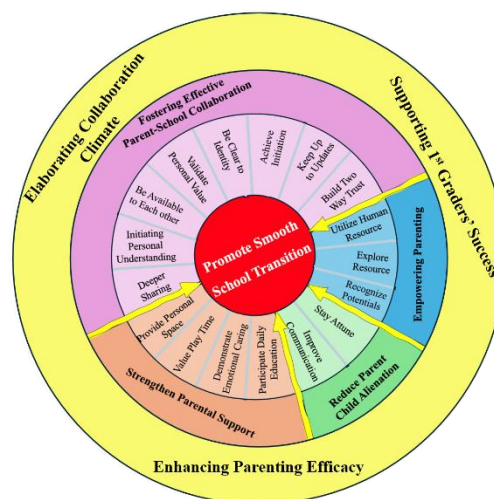 Elaborating Collaboration
Climate
Supporting 1st Graders' Success
Enhancing Parenting Efficacy
Fostering Effective
Parent-School Collaboration
Empowering Parenting
Reduce Parent
Child Alienation
Strengthen Parental Support
Deeper
Sharing
Initiating
Personal
Understanding
Be Available
to Each other
Validate
Personal Value
Be Clear to
Identity
Achieve
Initiation
Keep Up
to Updates
Build Two
Way Trust
Utilize Human
Resource
Explore
Resource
Recognize
Potentials
Stay Attune
Improve
Communication
Participate Daily
Education
Demonstrate
Emotional Caring
Value Play Time
Provide Personal
Space
Promote Smooth
School Transition